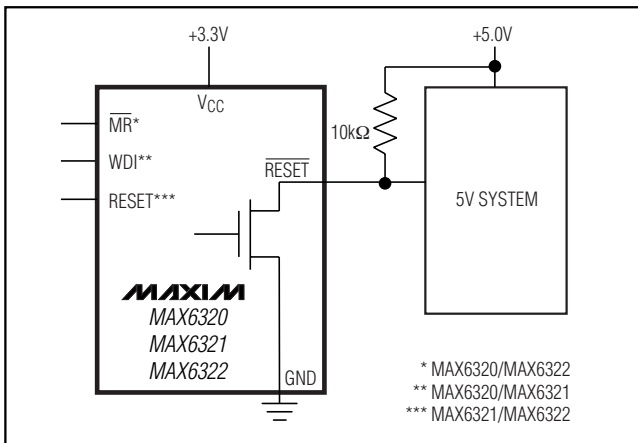 +3.3V
+5.0V
VCC
MR*
10kΩ
WDI**
RESET
RESET***
5V SYSTEM
MAXIM
MAX6320
MAX6321
MAX6322
GND
* MAX6320/MAX6322
** MAX6320/MAX6321
*** MAX6321/MAX6322